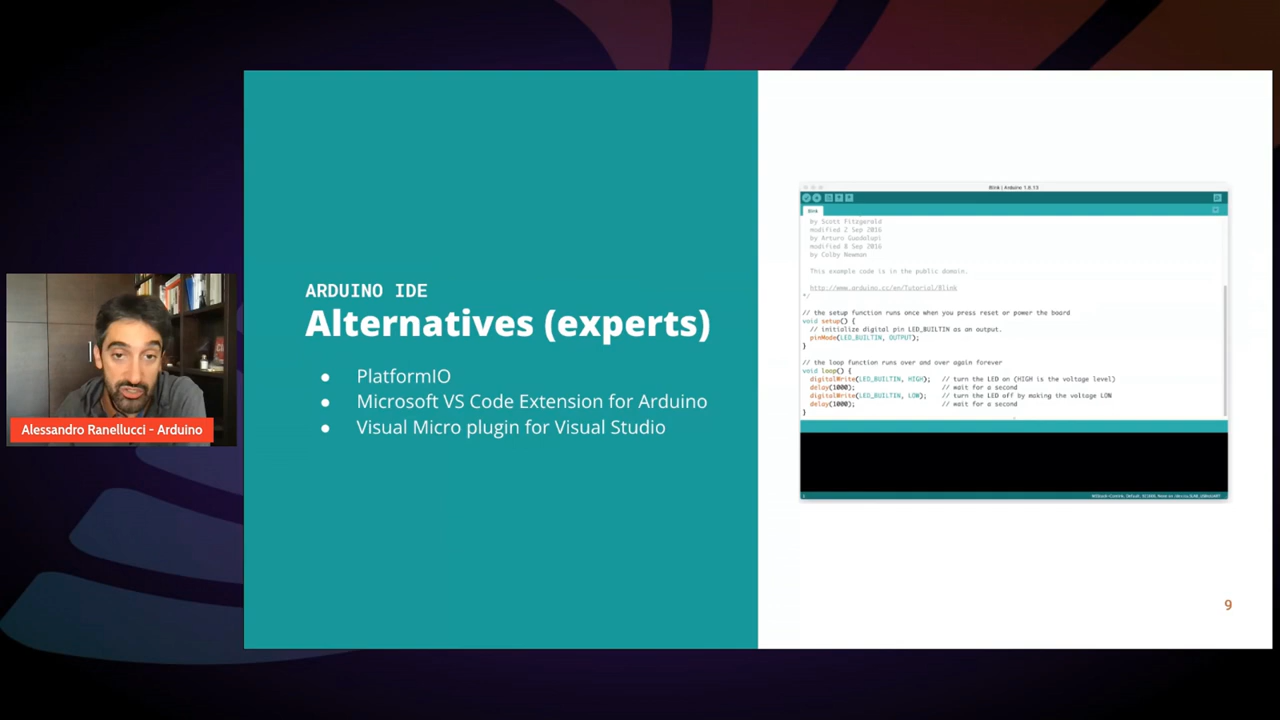 ARDUINO IDE
Alternatives (experts)
● PlatformIO
● Microsoft VS Code Extension for Arduino
● Visual Micro plugin for Visual Studio
Alessandro Ranellucci - Arduino
Blink | Arduino 1.8.13
Blink
by Scott Fitzgerald
modified 2 Sep 2016
by Arturo Guadalupi
modified 8 Sep 2016
by Colby Newman
This example code is in the public domain.
http://www.arduino.cc/en/Tutorial/Blink
*/
// the setup function runs once when you press reset or power the board
void setup() {
// initialize digital pin LED_BUILTIN as an output.
pinMode(LED_BUILTIN, OUTPUT);
}
// the loop function runs over and over again forever
void loop() {
digitalWrite(LED_BUILTIN, HIGH); // turn the LED on (HIGH is the voltage level)
delay(1000); // wait for a second
digitalWrite(LED_BUILTIN, LOW); // turn the LED off by making the voltage LOW
delay(1000); // wait for a second
}
9